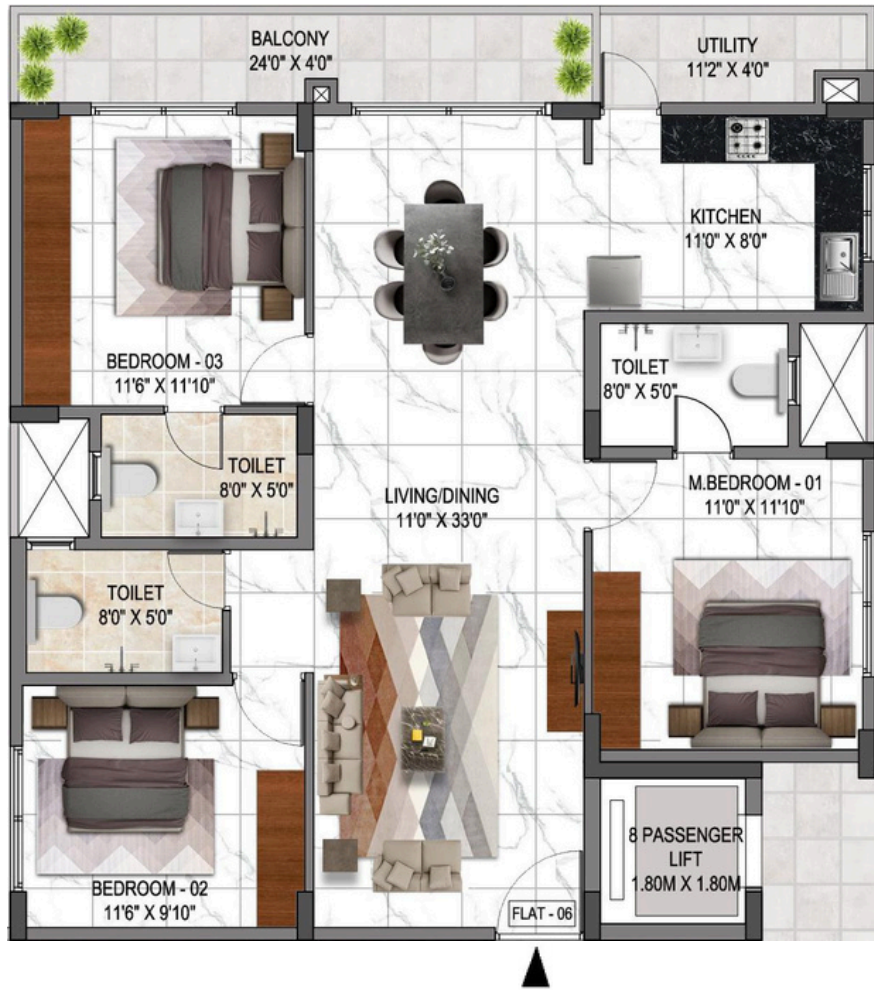 BALCONY
24'0" X 4'0"
UTILITY
11'2" X 4'0"
KITCHEN
11'0" X 8'0"
BEDROOM - 03
11'6" X 11'10"
TOILET
8'0" X 5'0"
TOILET
8'0" X 5'0"
LIVING/DINING
11'0" X 33'0"
M.BEDROOM - 01
11'0" X 11'10"
TOILET
8'0" X 5'0"
8 PASSENGER
LIFT
1.80M X 1.80M
BEDROOM - 02
11'6" X 9'10"
FLAT - 06